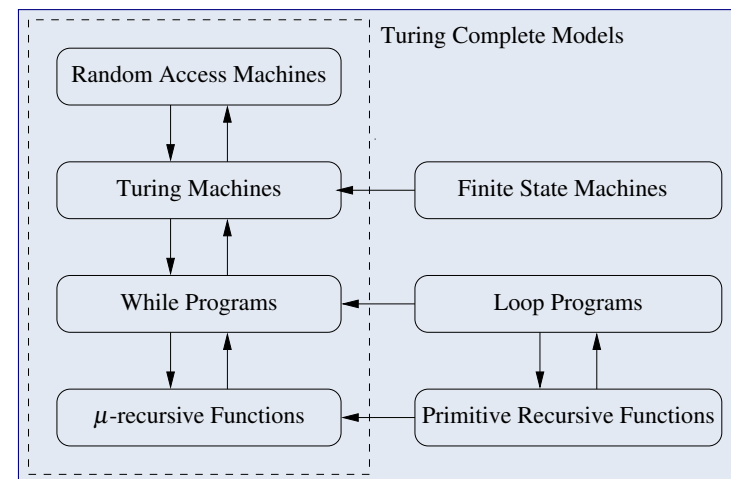 Turing Complete Models
Random Access Machines
Turing Machines
Finite State Machines
While Programs
Loop Programs
μ-recursive Functions
Primitive Recursive Functions